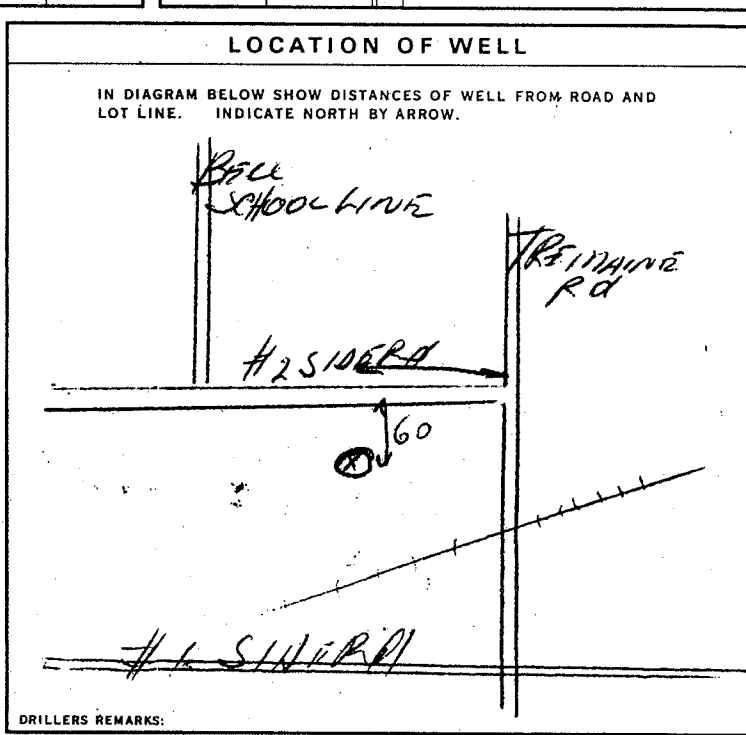 LOCATION OF WELL
IN DIAGRAM BELOW SHOW DISTANCES OF WELL FROM ROAD AND
LOT LINE. INDICATE NORTH BY ARROW.
BELL
SCHOOL LINE
TREMAINE
Rd
#2 SIDERd
60
#1 SIDERd
DRILLERS REMARKS: